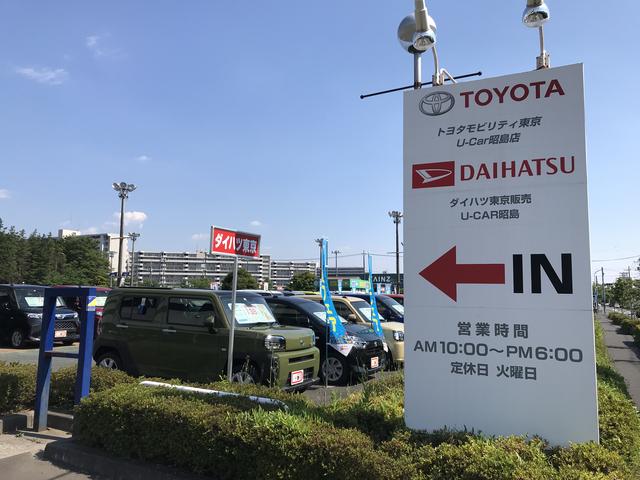 TOYOTA
トヨタモビリティ東京
U-Car昭島店
DAIHATSU
ダイハツ東京販売
U-CAR昭島
IN
営業時間
AM10:00〜PM6:00
定休日 火曜日
ダイハツ東京
AINZ